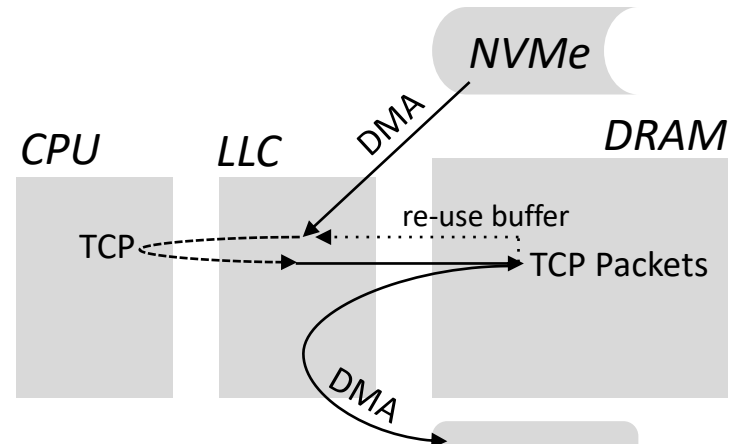 NVMe
DMA
DRAM
CPU
LLC
re-use buffer
TCP
TCP Packets
DMA